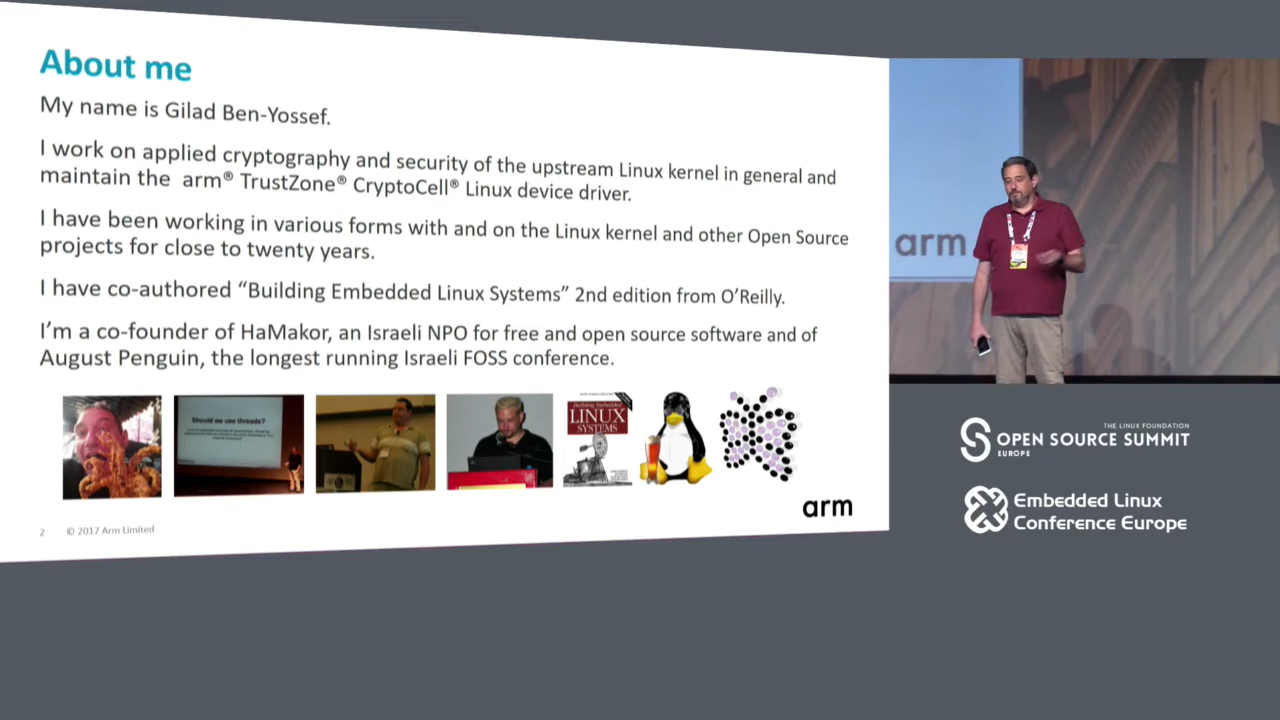 About me
My name is Gilad Ben-Yossef.
I work on applied cryptography and security of the upstream Linux kernel in general and
maintain the arm® TrustZone® CryptoCell® Linux device driver.
I have been working in various forms with and on the Linux kernel and other Open Source
projects for close to twenty years.
I have co-authored “Building Embedded Linux Systems” 2nd edition from O’Reilly.
I’m a co-founder of HaMakor, an Israeli NPO for free and open source software and of
August Penguin, the longest running Israeli FOSS conference.
Should we use threads?
Building Embedded
LINUX
SYSTEMS
arm
2 © 2017 Arm Limited
arm
THE LINUX FOUNDATION
OPEN SOURCE SUMMIT
EUROPE
Embedded Linux
Conference Europe